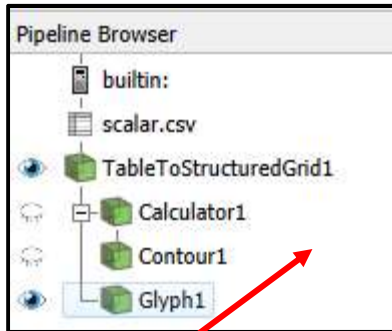 Pipeline Browser
builtin:
scalar.csv
TableToStructuredGrid1
Calculator1
Contour1
Glyph1